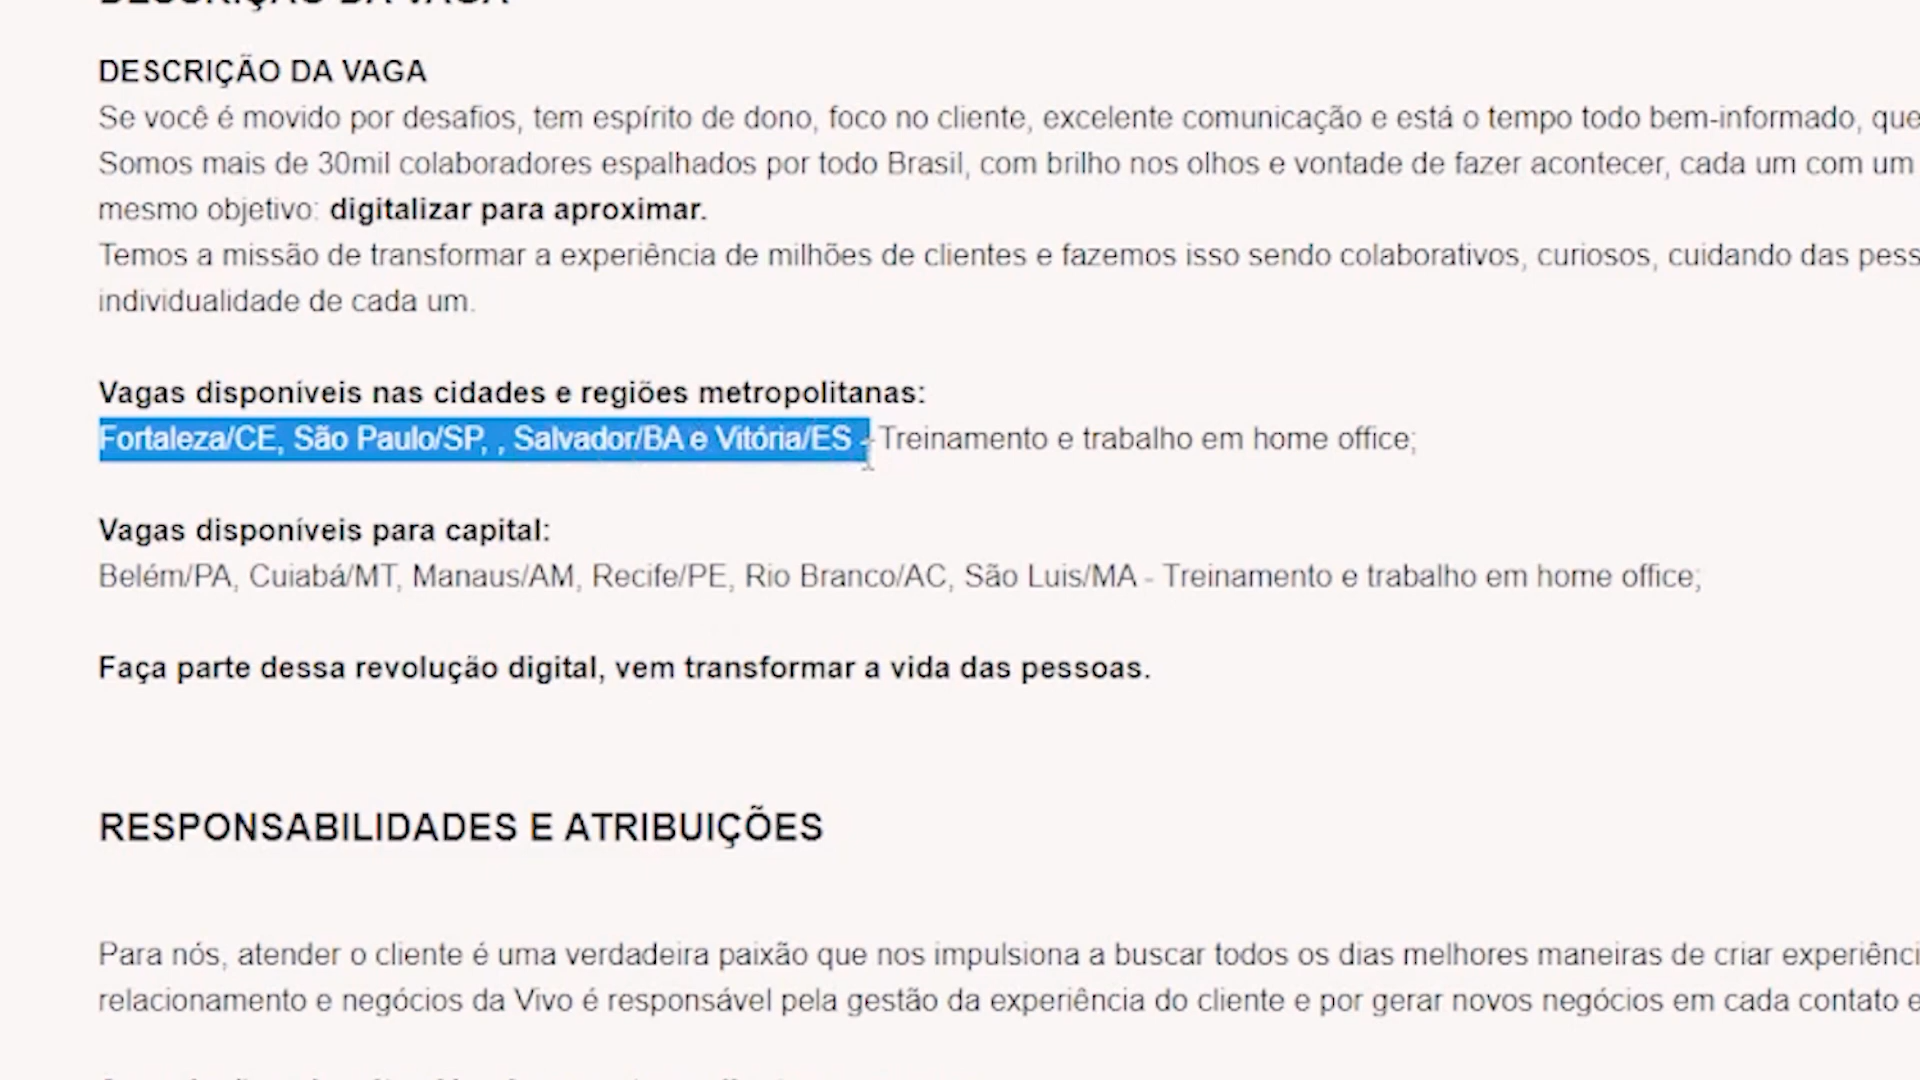 DESCRIÇÃO DA VAGA
DESCRIÇÃO DA VAGA
Se você é movido por desafios, tem espírito de dono, foco no cliente, excelente comunicação e está o tempo todo bem-informado, que
Somos mais de 30mil colaboradores espalhados por todo Brasil, com brilho nos olhos e vontade de fazer acontecer, cada um com um
mesmo objetivo: digitalizar para aproximar.
Temos a missão de transformar a experiência de milhões de clientes e fazemos isso sendo colaborativos, curiosos, cuidando das pess
individualidade de cada um.
Vagas disponíveis nas cidades e regiões metropolitanas:
Fortaleza/CE, São Paulo/SP, , Salvador/BA e Vitória/ES - Treinamento e trabalho em home office;
Vagas disponíveis para capital:
Belém/PA, Cuiabá/MT, Manaus/AM, Recife/PE, Rio Branco/AC, São Luis/MA - Treinamento e trabalho em home office;
Faça parte dessa revolução digital, vem transformar a vida das pessoas.
RESPONSABILIDADES E ATRIBUIÇÕES
Para nós, atender o cliente é uma verdadeira paixão que nos impulsiona a buscar todos os dias melhores maneiras de criar experiênci
relacionamento e negócios da Vivo é responsável pela gestão da experiência do cliente e por gerar novos negócios em cada contato e